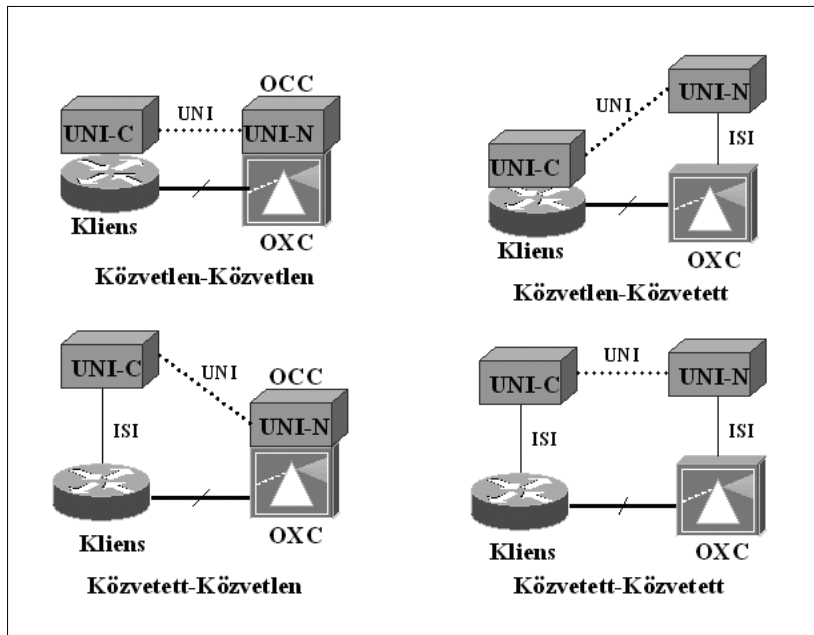 OCC
UNI
UNI-C
UNI-N
Kliens
OXC
Közvetlen-Közvetlen
UNI-N
UNI
ISI
UNI-C
Kliens
OXC
Közvetlen-Közvetett
UNI-C
UNI
OCC
UNI-N
ISI
Kliens
OXC
Közvetett-Közvetlen
UNI
UNI-C
UNI-N
ISI
ISI
Kliens
OXC
Közvetett-Közvetett